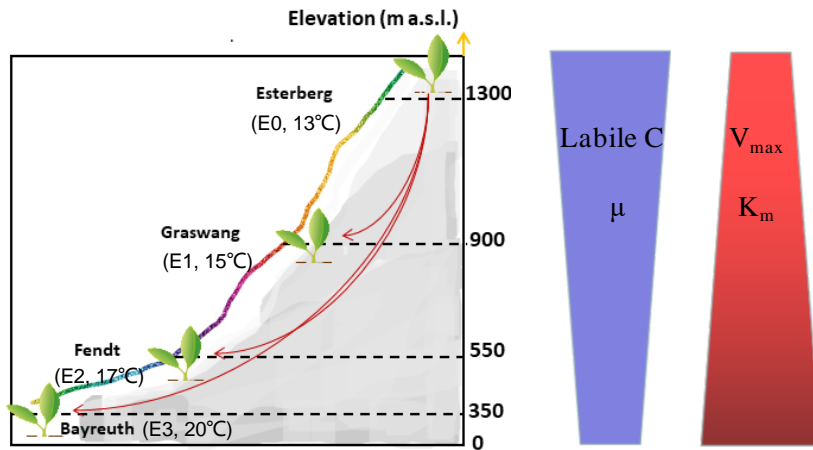 Elevation (m a.s.l.)
Esterberg
(E0, 13℃)
1300
Graswang
(E1, 15℃)
900
Fendt
(E2, 17℃)
550
350
Bayreuth (E3, 20℃)
0
Labile C
μ
Vmax
Km